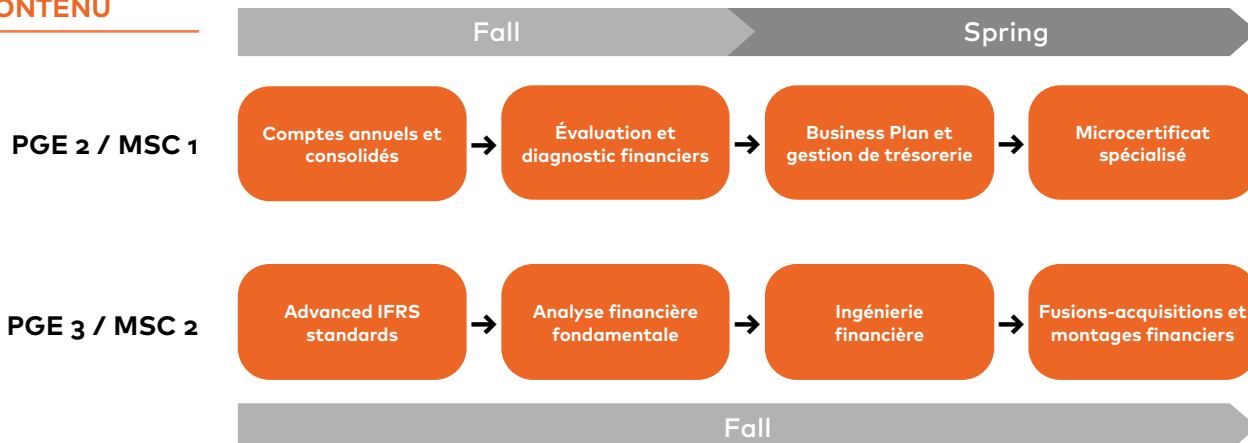 ONTENU
Fall
Spring
PGE 2 / MSC 1
Comptes annuels et
consolidés
→
Évaluation et
diagnostic financiers
→
Business Plan et
gestion de trésorerie
→
Microcertificat
spécialisé
PGE 3 / MSC 2
Advanced IFRS
standards
→
Analyse financière
fondamentale
→
Ingénierie
financière
→
Fusions-acquisitions et
montages financiers
Fall